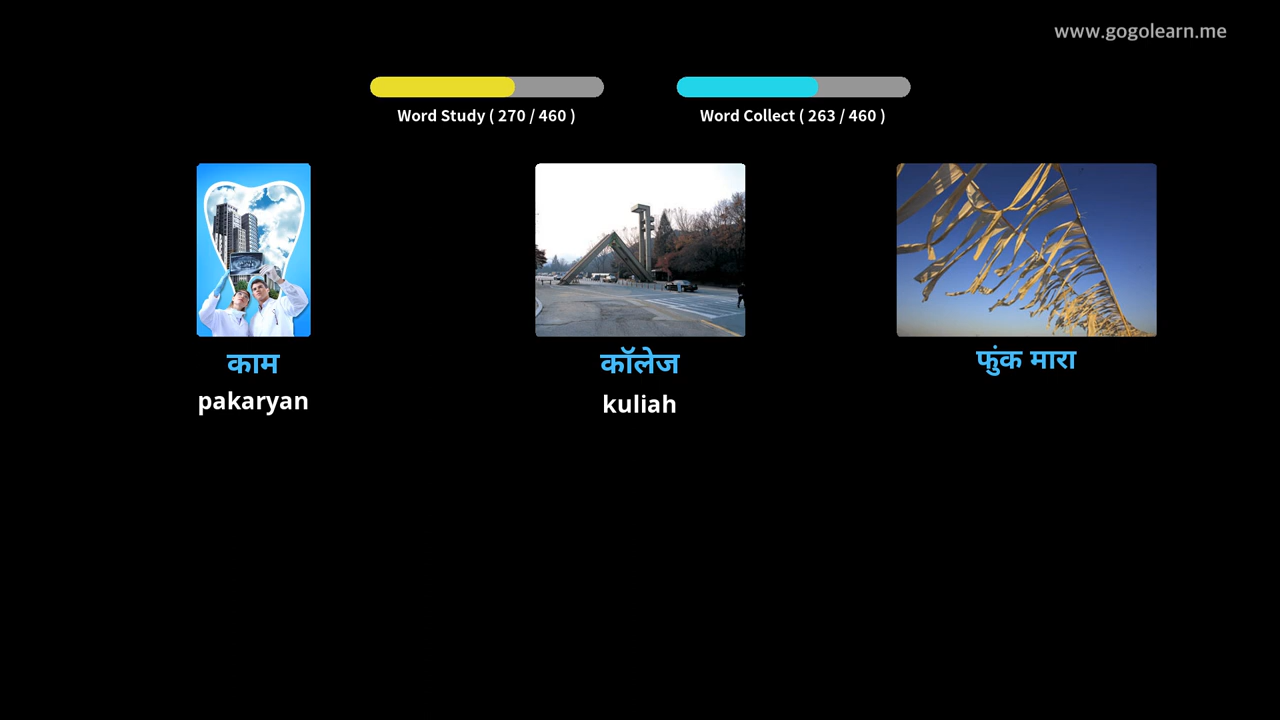 www.gogolearn.me
Word Study ( 270 / 460 )
Word Collect ( 263 / 460 )
काम
कॉलेज
फुंक मारा
pakaryan
kuliah